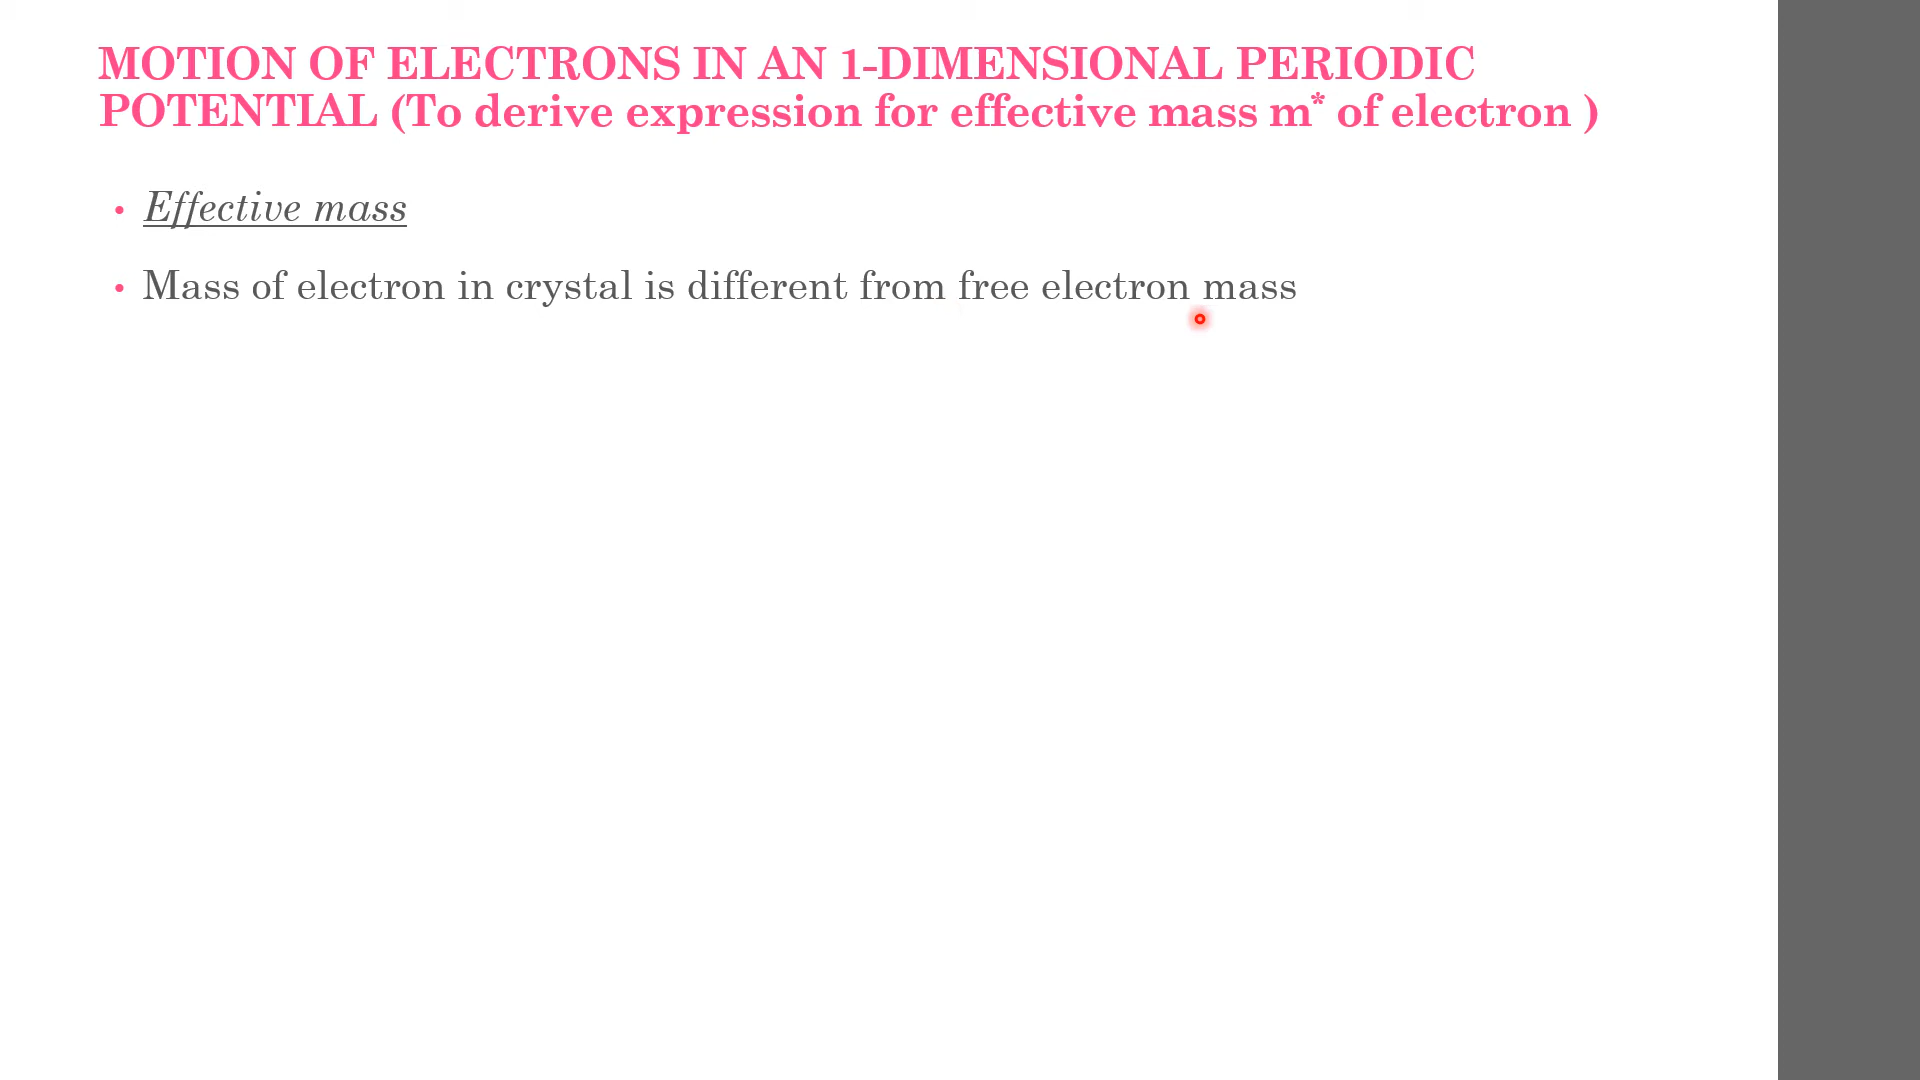 MOTION OF ELECTRONS IN AN 1-DIMENSIONAL PERIODIC
POTENTIAL (To derive expression for effective mass m* of electron )
• Effective mass
• Mass of electron in crystal is different from free electron mass